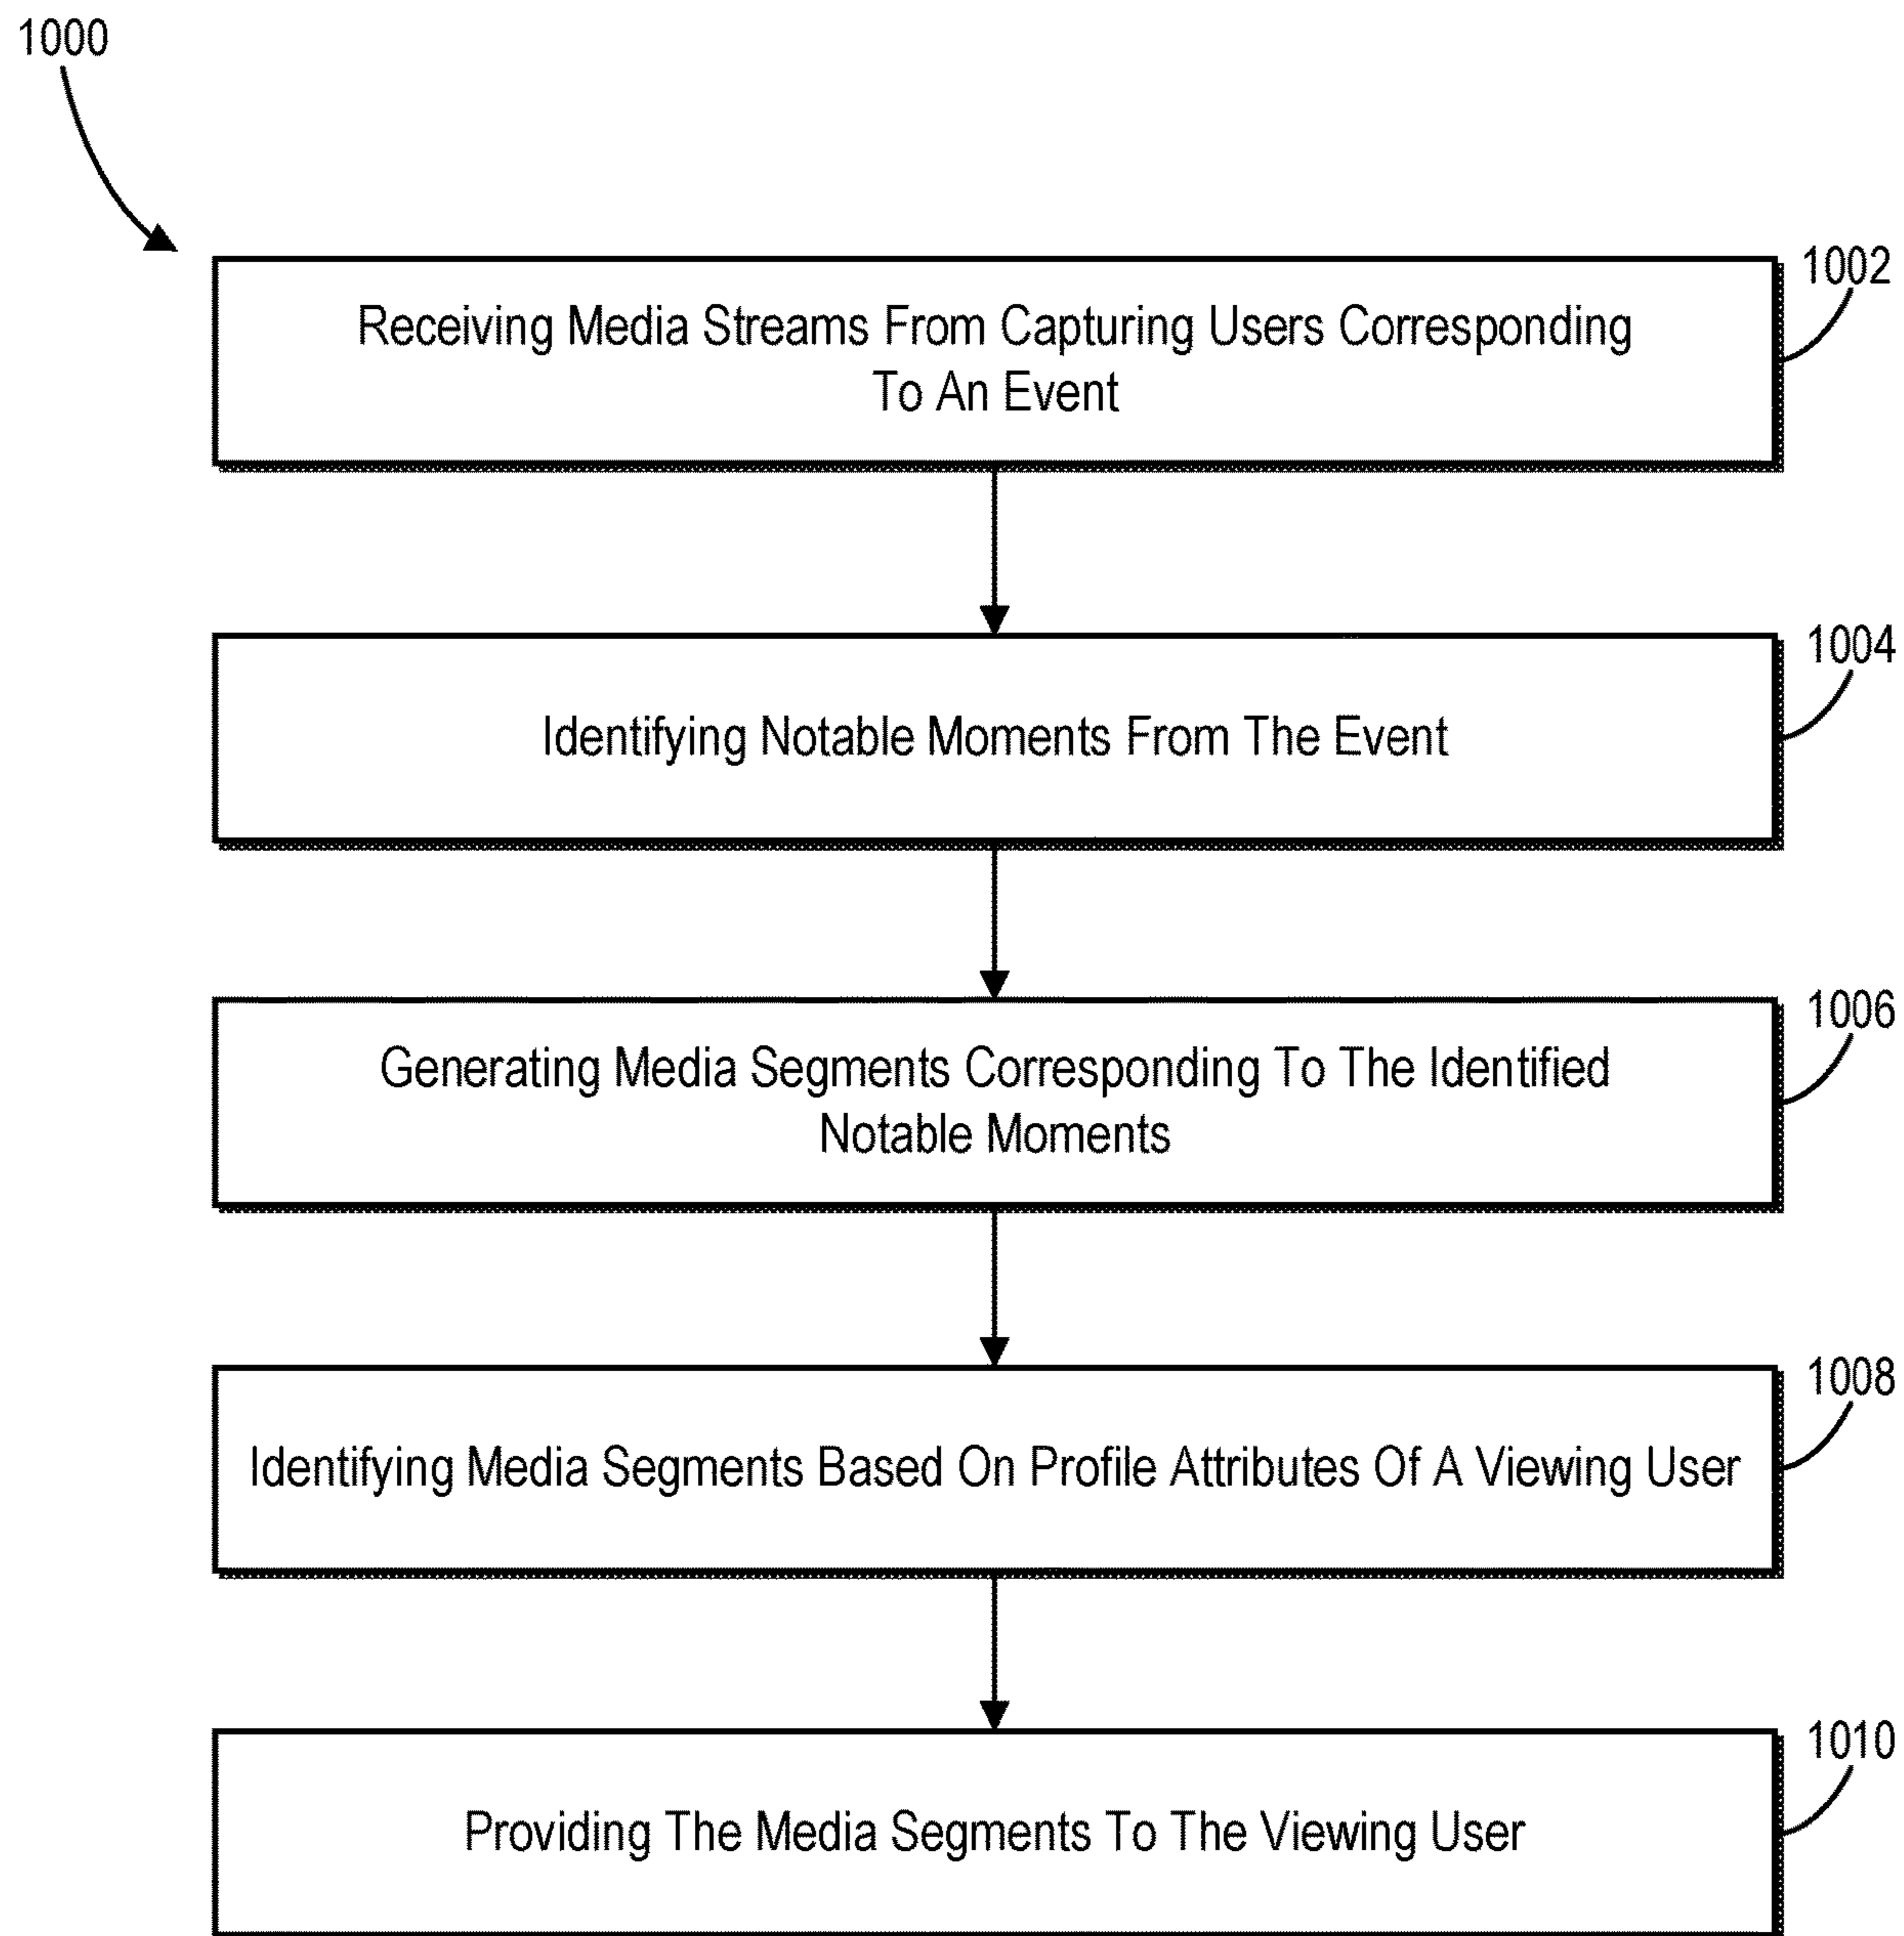 1000
1002
Receiving Media Streams From Capturing Users Corresponding
To An Event
1004
Identifying Notable Moments From The Event
1006
Generating Media Segments Corresponding To The Identified
Notable Moments
1008
Identifying Media Segments Based On Profile Attributes Of A Viewing User
1010
Providing The Media Segments To The Viewing User